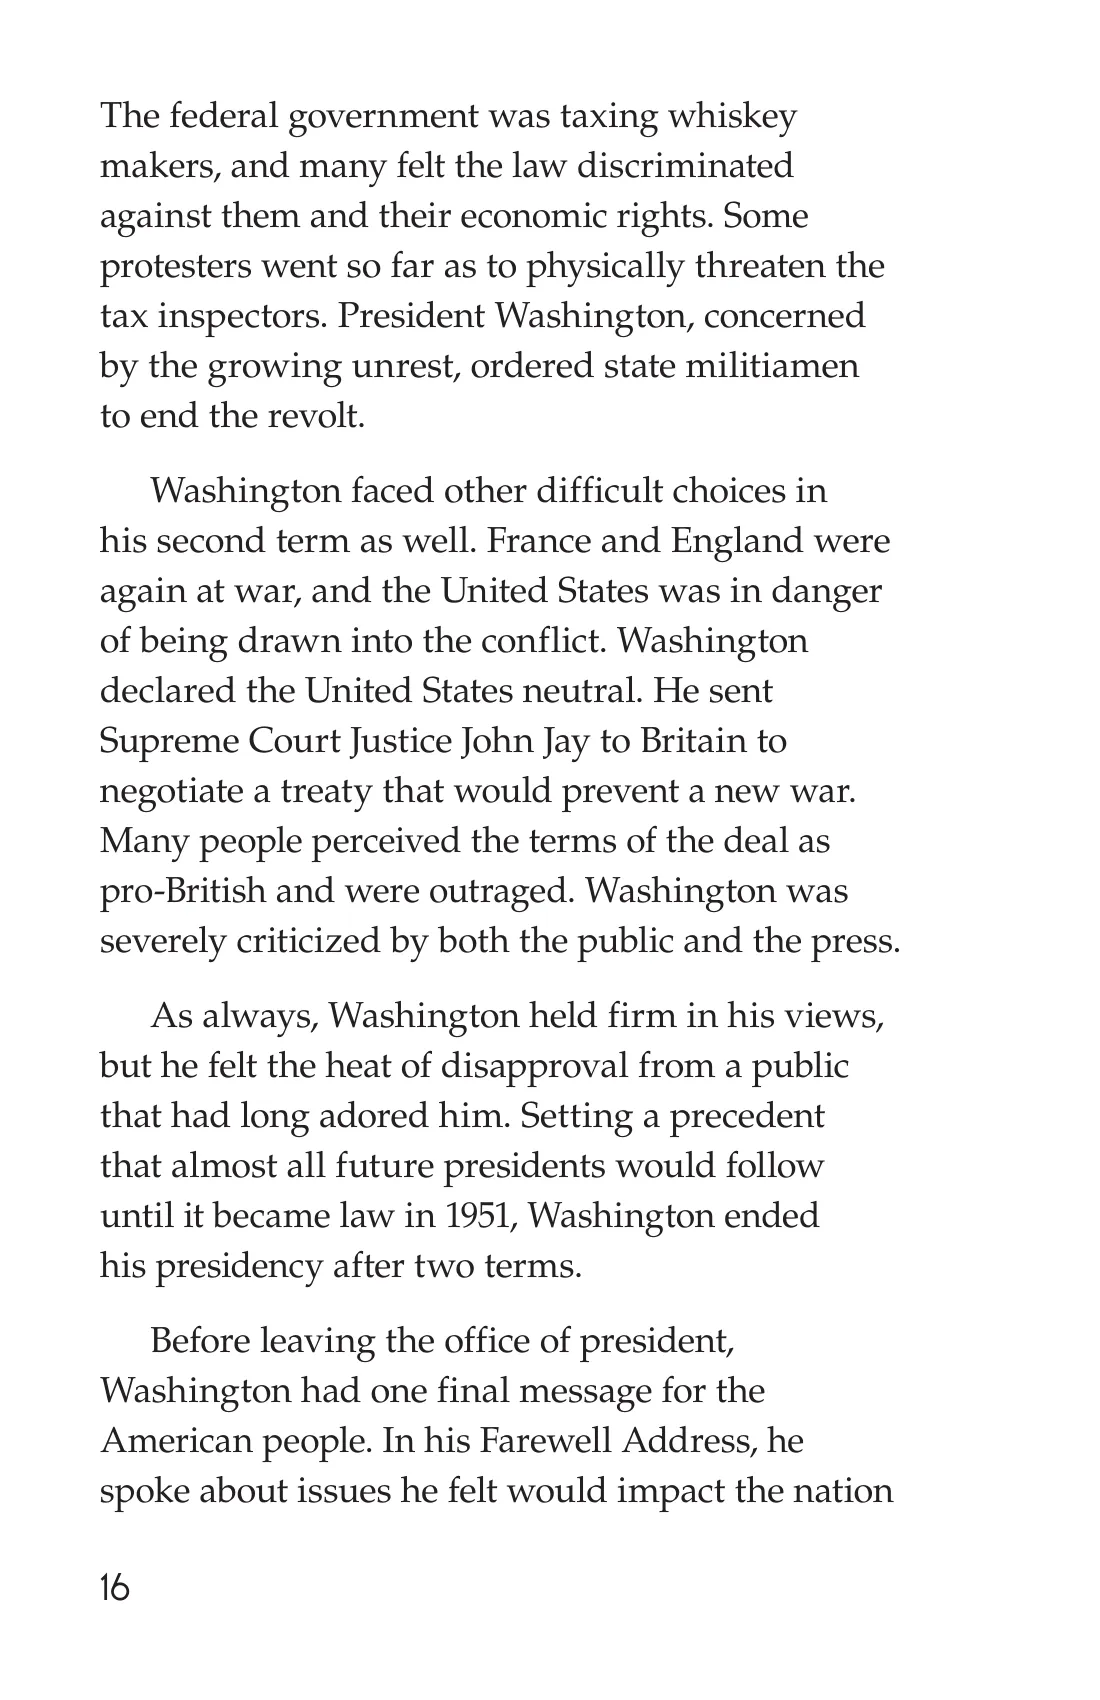 The federal government was taxing whiskey
makers, and many felt the law discriminated
against them and their economic rights. Some
protesters went so far as to physically threaten the
tax inspectors. President Washington, concerned
by the growing unrest, ordered state militiamen
to end the revolt.
Washington faced other difficult choices in
his second term as well. France and England were
again at war, and the United States was in danger
of being drawn into the conflict. Washington
declared the United States neutral. He sent
Supreme Court Justice John Jay to Britain to
negotiate a treaty that would prevent a new war.
Many people perceived the terms of the deal as
pro-British and were outraged. Washington was
severely criticized by both the public and the press.
As always, Washington held firm in his views,
but he felt the heat of disapproval from a public
that had long adored him. Setting a precedent
that almost all future presidents would follow
until it became law in 1951, Washington ended
his presidency after two terms.
Before leaving the office of president,
Washington had one final message for the
American people. In his Farewell Address, he
spoke about issues he felt would impact the nation
16